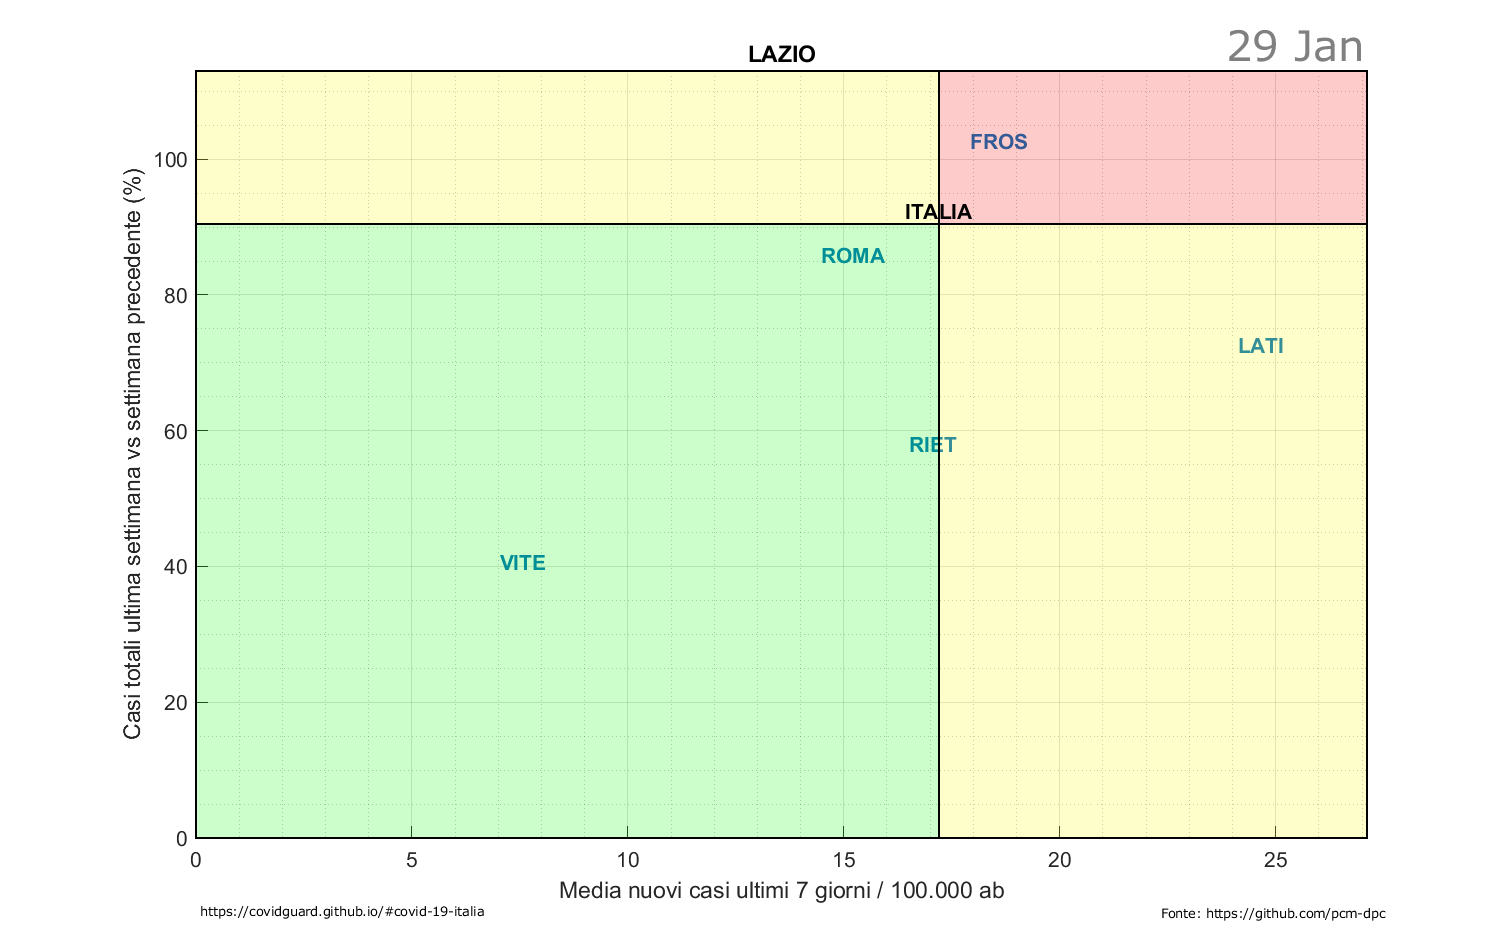 LAZIO
29 Jan
Casi totali ultima settimana vs settimana precedente (%)
100
80
60
40
20
0
FROS
ITALIA
ROMA
LATI
RIET
VITE
0 5 10 15 20 25
Media nuovi casi ultimi 7 giorni / 100.000 ab
https://covidguard.github.io/#covid-19-italia
Fonte: https://github.com/pcm-dpc